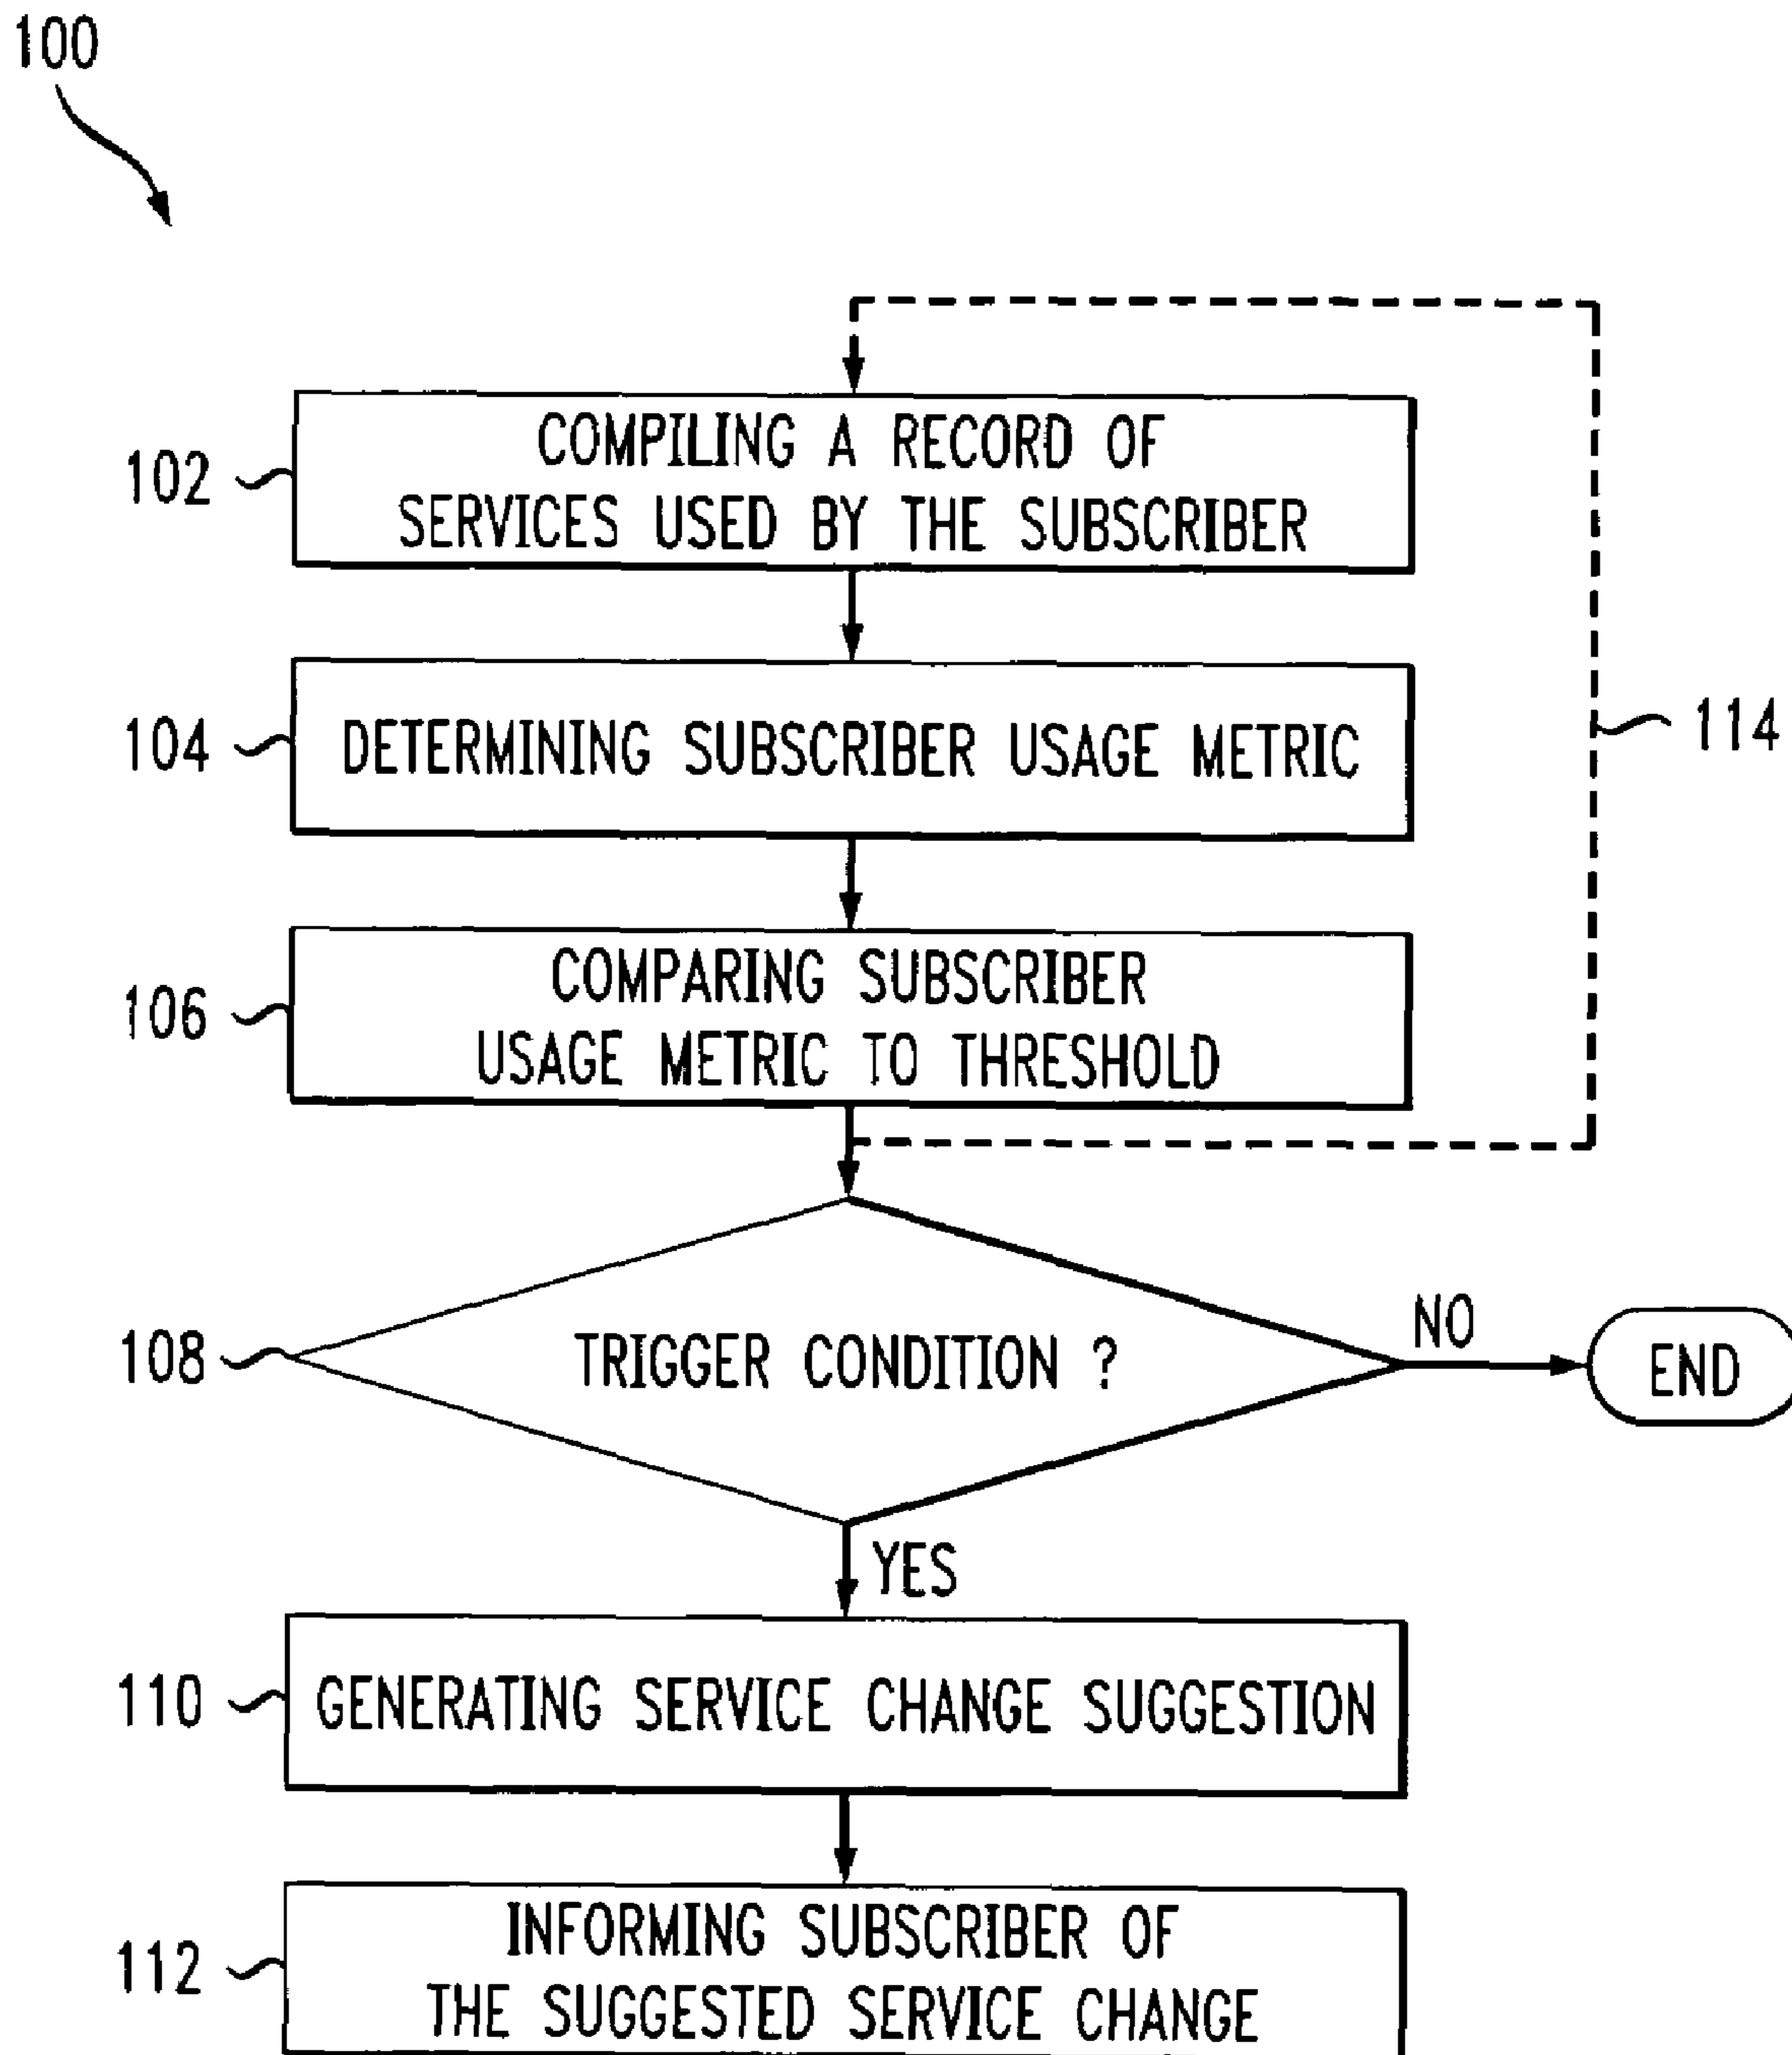 100
102
COMPILING A RECORD OF
SERVICES USED BY THE SUBSCRIBER
104
DETERMINING SUBSCRIBER USAGE METRIC
114
106
COMPARING SUBSCRIBER
USAGE METRIC TO THRESHOLD
108
TRIGGER CONDITION ?
NO
END
YES
110
GENERATING SERVICE CHANGE SUGGESTION
112
INFORMING SUBSCRIBER OF
THE SUGGESTED SERVICE CHANGE